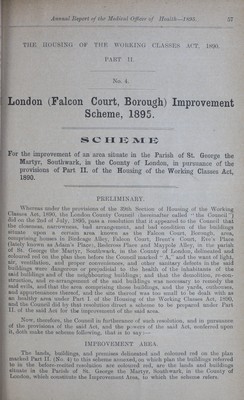 Annual Report of the Medical Officer of Health—1895. 57
THE HOUSING OF THE WORKING CLASSES ACT, 1890.
PART II.
No. 4.
London (Falcon Court, Borough) Improvement
Scheme, 1895.
SCHEME
For the improvement of an area situate in the Parish of St. George the
Martyr, Southwark, in the County of London, in pursuance of the
provisions of Part II. of the Housing of the Working Classes Act,
1890.
PRELIMINARY.
Whereas under the provisions of the 39th Section of Housing of the Working
Classes Act, 1890, the London County Council (hereinafter called "the Council")
did on the 2nd of July, 1895, pass a resolution that it appeared to the Council that
the closeness, narrowness, bad arrangement, and bad condition of the buildings
situate upon a certain area known as Falcon Court, Borough, area,
comprising houses in Birdcage Alley, Falcon Court, Brent's Court, Eve's Place
(lately known as Adam's Place), Redcross Place and Maypole Alley, in the parish
of St. George the Martyr, Southwark, in the County of London, delineated and
coloured red on the plan then before the Council marked "A," and the want of light,
air, ventilation, and proper conveniences, and other sanitary defects in the said
buildings were dangerous or prejudicial to the health of the inhabitants of the
said buildings and of the neighbouring buildings; and that the demolition, recon-
struction, and re-arrangement of the said buildings was necessary to remedy the
said evils, and that the area comprising those buildings, and the yards, outhouses,
and appurtenances thereof, and the site thereof was too small to be dealt with as
an healthy area under Part I. of the Housing of the Working Classes Act, 1890,
and the Council did by that resolution direct a scheme to be prepared under Part
II. of the said Act for the improvement of the said area.
Now, therefore, the Council in furtherance of such resolution, and in pursuance
of the provisions of the said Act, and the powers of the said Act, conferred upon
it, doth make the scheme following, that is to say:—
IMPROVEMENT AREA.
The lands, buildings, and premises delineated and coloured red on the plan
marked Part II. (No. 4) to this scheme annexed, on which plan the buildings referred
to in the before-recited resolution are coloured red, are the lands and buildings
situate in the Parish of St. George the Martyr, Southwark, in the County of
London, which constitutes the Improvement Area, to which the scheme refers